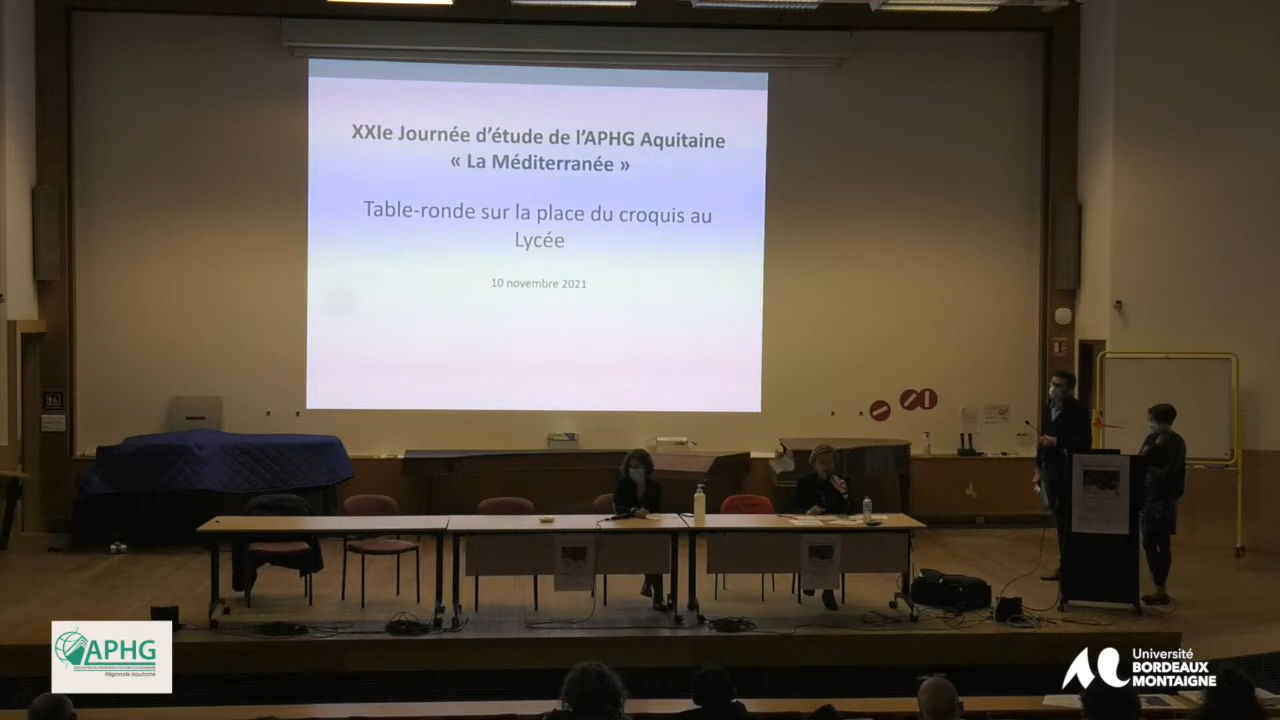 XXIe Journée d'étude de l'APHG Aquitaine
« La Méditerranée »
Table-ronde sur la place du croquis au
Lycée
10 novembre 2021
APHG
Régionale Aquitaine
Université
BORDEAUX
MONTAIGNE